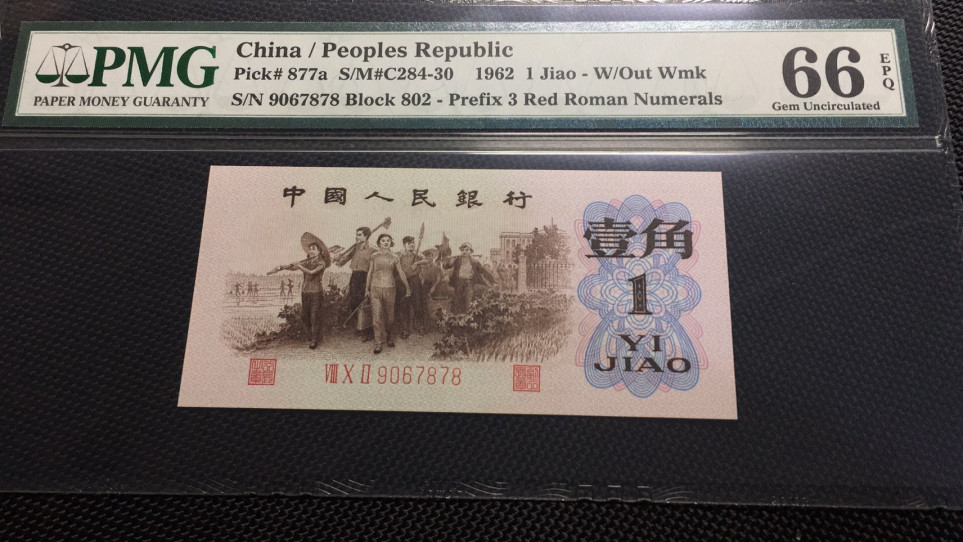 PMG
PAPER MONEY GUARANTY
China / Peoples Republic
Pick# 877a S/M#C284-30 1962 1 Jiao - W/Out Wmk
S/N 9067878 Block 802 - Prefix 3 Red Roman Numerals
66
EPQ
Gem Uncirculated
中國人民銀行
壹角
1
YI
JIAO
Ⅷ Ⅹ Ⅱ 9067878